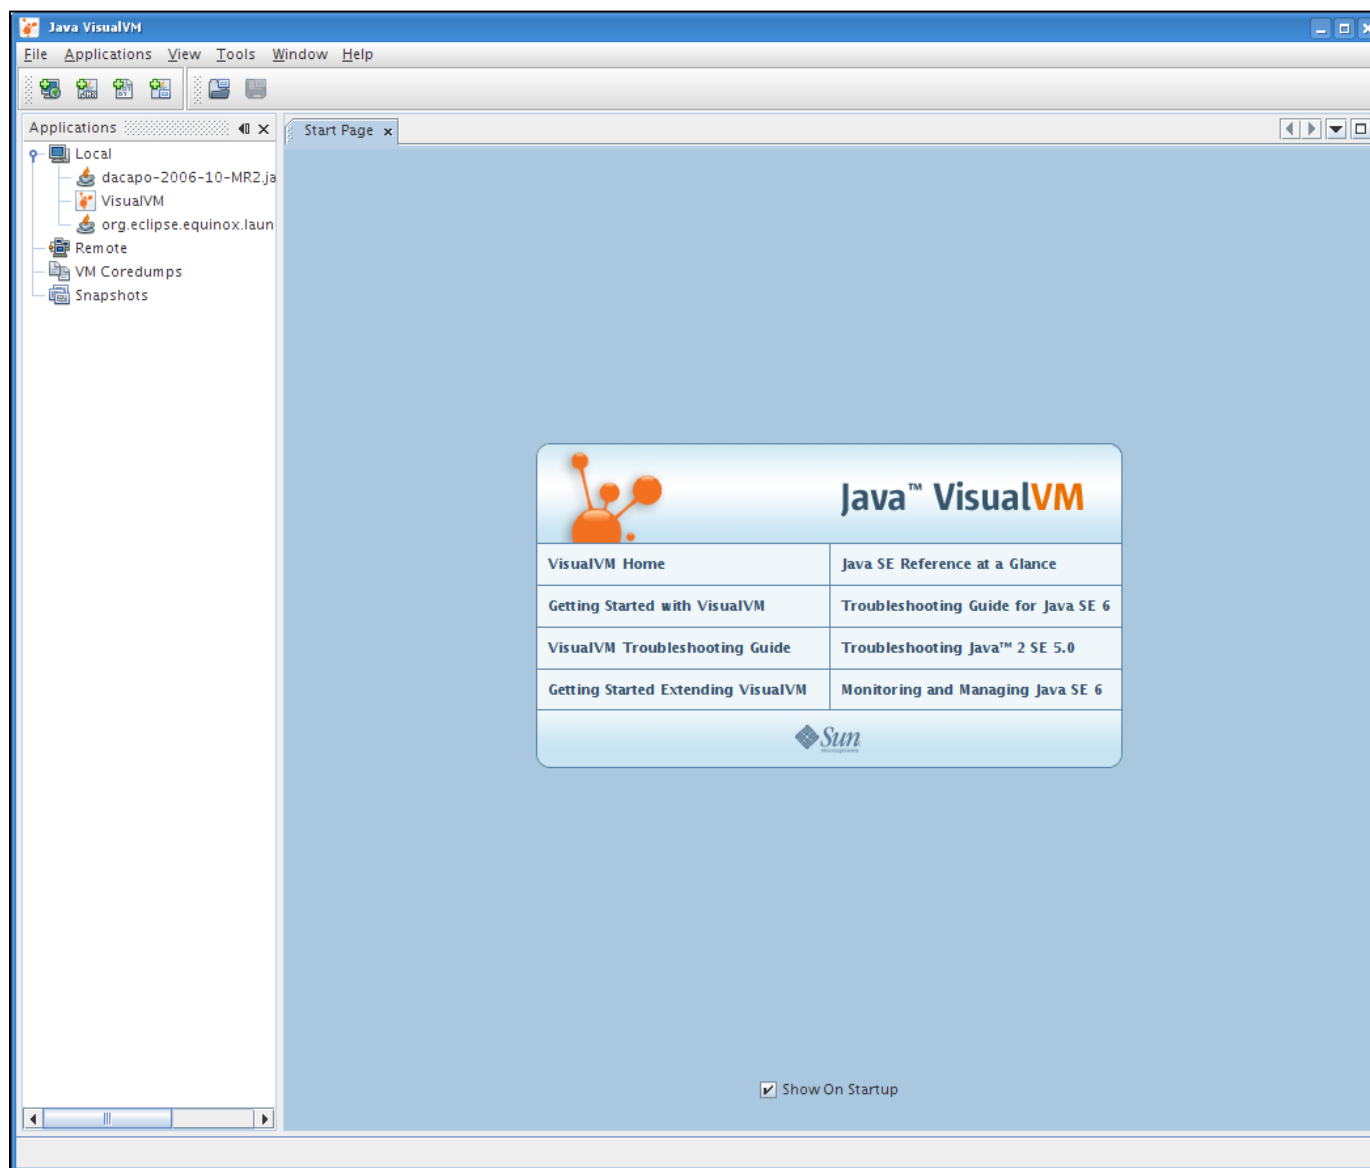 Java VisualVM
File Applications View Tools Window Help
Applications
Start Page
Local
dacapo-2006-10-MR2.ja
VisualVM
org.eclipse.equinox.laun
Remote
VM Coredumps
Snapshots
Java™ VisualVM
VisualVM Home
Java SE Reference at a Glance
Getting Started with VisualVM
Troubleshooting Guide for Java SE 6
VisualVM Troubleshooting Guide
Troubleshooting Java™ 2 SE 5.0
Getting Started Extending VisualVM
Monitoring and Managing Java SE 6
Sun
microsystems
Show On Startup